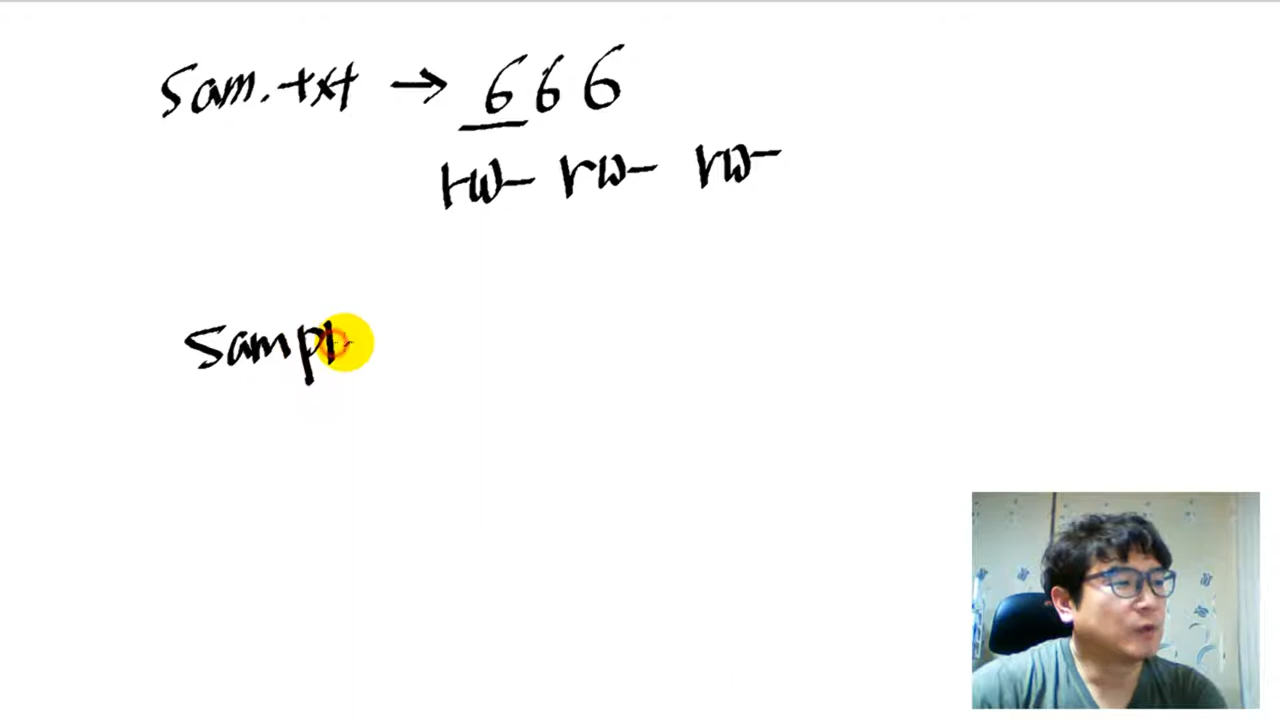 sam.txt → 666
rw- rw- rw-
sampl